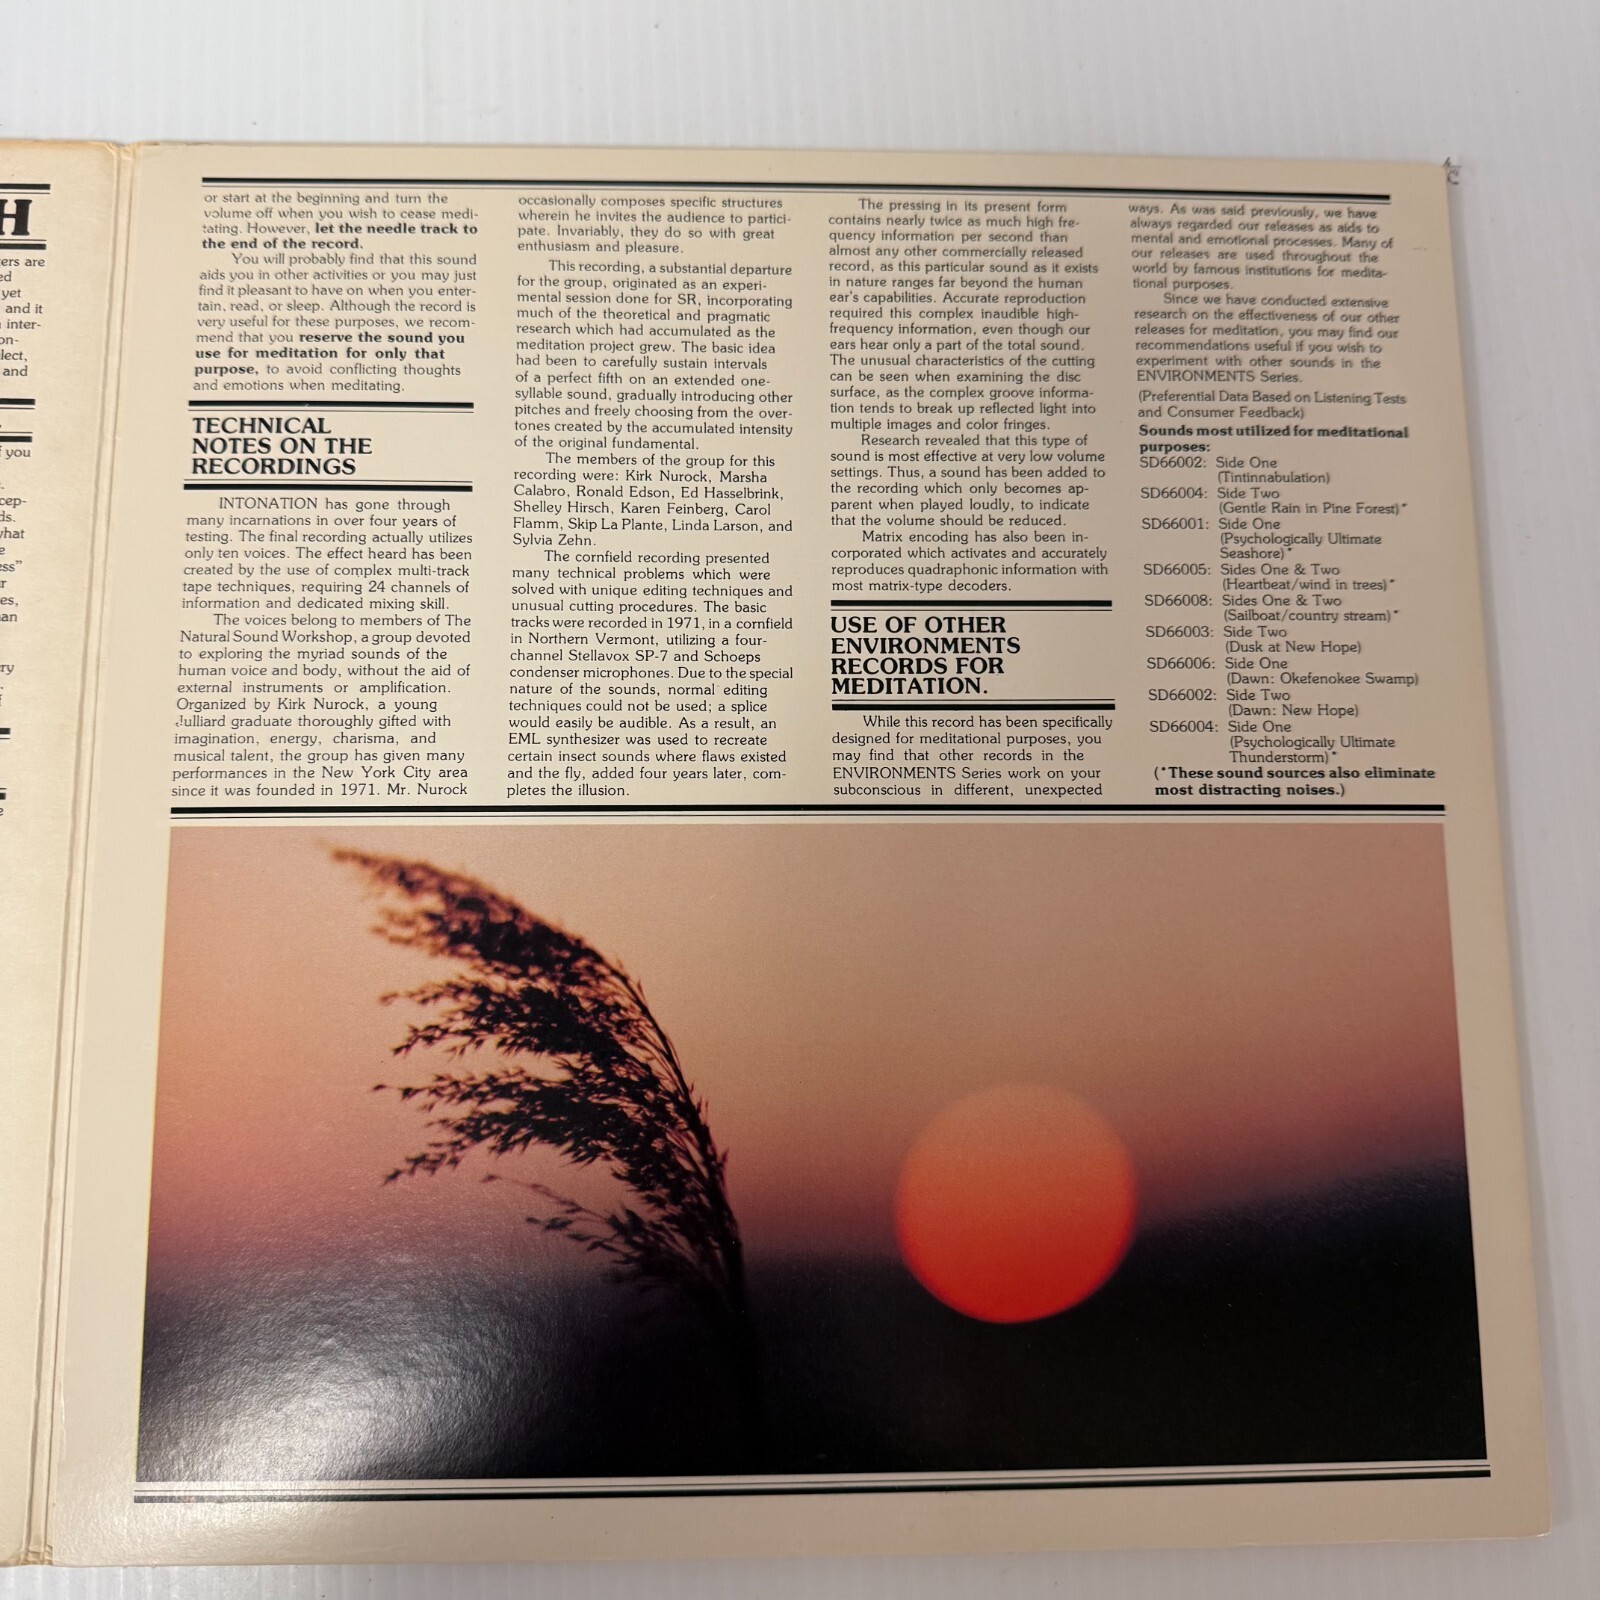 H
ers are
ed
yet
and it
inter-
on-
lect,
and
f you
cep-
ds.
what
e
ess"
r
es,
an
ry
e
or start at the beginning and turn the
volume off when you wish to cease medi-
tating. However, let the needle track to
the end of the record.
You will probably find that this sound
aids you in other activities or you may just
find it pleasant to have on when you enter-
tain, read, or sleep. Although the record is
very useful for these purposes, we recom-
mend that you reserve the sound you
use for meditation for only that
purpose, to avoid conflicting thoughts
and emotions when meditating.
TECHNICAL
NOTES ON THE
RECORDINGS
INTONATION has gone through
many incarnations in over four years of
testing. The final recording actually utilizes
only ten voices. The effect heard has been
created by the use of complex multi-track
tape techniques, requiring 24 channels of
information and dedicated mixing skill.
The voices belong to members of The
Natural Sound Workshop, a group devoted
to exploring the myriad sounds of the
human voice and body, without the aid of
external instruments or amplification.
Organized by Kirk Nurock, a young
Julliard graduate thoroughly gifted with
imagination, energy, charisma, and
musical talent, the group has given many
performances in the New York City area
since it was founded in 1971. Mr. Nurock
occasionally composes specific structures
wherein he invites the audience to partici-
pate. Invariably, they do so with great
enthusiasm and pleasure.
This recording, a substantial departure
for the group, originated as an experi-
mental session done for SR, incorporating
much of the theoretical and pragmatic
research which had accumulated as the
meditation project grew. The basic idea
had been to carefully sustain intervals
of a perfect fifth on an extended one-
syllable sound, gradually introducing other
pitches and freely choosing from the over-
tones created by the accumulated intensity
of the original fundamental.
The members of the group for this
recording were: Kirk Nurock, Marsha
Calabro, Ronald Edson, Ed Hasselbrink,
Shelley Hirsch, Karen Feinberg, Carol
Flamm, Skip La Plante, Linda Larson, and
Sylvia Zehn.
The cornfield recording presented
many technical problems which were
solved with unique editing techniques and
unusual cutting procedures. The basic
tracks were recorded in 1971, in a cornfield
in Northern Vermont, utilizing a four-
channel Stellavox SP-7 and Schoeps
condenser microphones. Due to the special
nature of the sounds, normal editing
techniques could not be used; a splice
would easily be audible. As a result, an
EML synthesizer was used to recreate
certain insect sounds where flaws existed
and the fly, added four years later, com-
pletes the illusion.
The pressing in its present form
contains nearly twice as much high fre-
quency information per second than
almost any other commercially released
record, as this particular sound as it exists
in nature ranges far beyond the human
ear's capabilities. Accurate reproduction
required this complex inaudible high-
frequency information, even though our
ears hear only a part of the total sound.
The unusual characteristics of the cutting
can be seen when examining the disc
surface, as the complex groove informa-
tion tends to break up reflected light into
multiple images and color fringes.
Research revealed that this type of
sound is most effective at very low volume
settings. Thus, a sound has been added to
the recording which only becomes ap-
parent when played loudly, to indicate
that the volume should be reduced.
Matrix encoding has also been in-
corporated which activates and accurately
reproduces quadraphonic information with
most matrix-type decoders.
USE OF OTHER
ENVIRONMENTS
RECORDS FOR
MEDITATION.
While this record has been specifically
designed for meditational purposes, you
may find that other records in the
ENVIRONMENTS Series work on your
subconscious in different, unexpected
ways. As was said previously, we have
always regarded our releases as aids to
mental and emotional processes. Many of
our releases are used throughout the
world by famous institutions for medita-
tional purposes.
Since we have conducted extensive
research on the effectiveness of our other
releases for meditation, you may find our
recommendations useful if you wish to
experiment with other sounds in the
ENVIRONMENTS Series.
(Preferential Data Based on Listening Tests
and Consumer Feedback)
Sounds most utilized for meditational
purposes:
SD66002: Side One
(Tintinnabulation)
SD66004: Side Two
(Gentle Rain in Pine Forest)*
SD66001: Side One
(Psychologically Ultimate
Seashore)*
SD66005: Sides One & Two
(Heartbeat/wind in trees)*
SD66008: Sides One & Two
(Sailboat/country stream)*
SD66003: Side Two
(Dusk at New Hope)
SD66006: Side One
(Dawn: Okefenokee Swamp)
SD66002: Side Two
(Dawn: New Hope)
SD66004: Side One
(Psychologically Ultimate
Thunderstorm)*
(*These sound sources also eliminate
most distracting noises.)